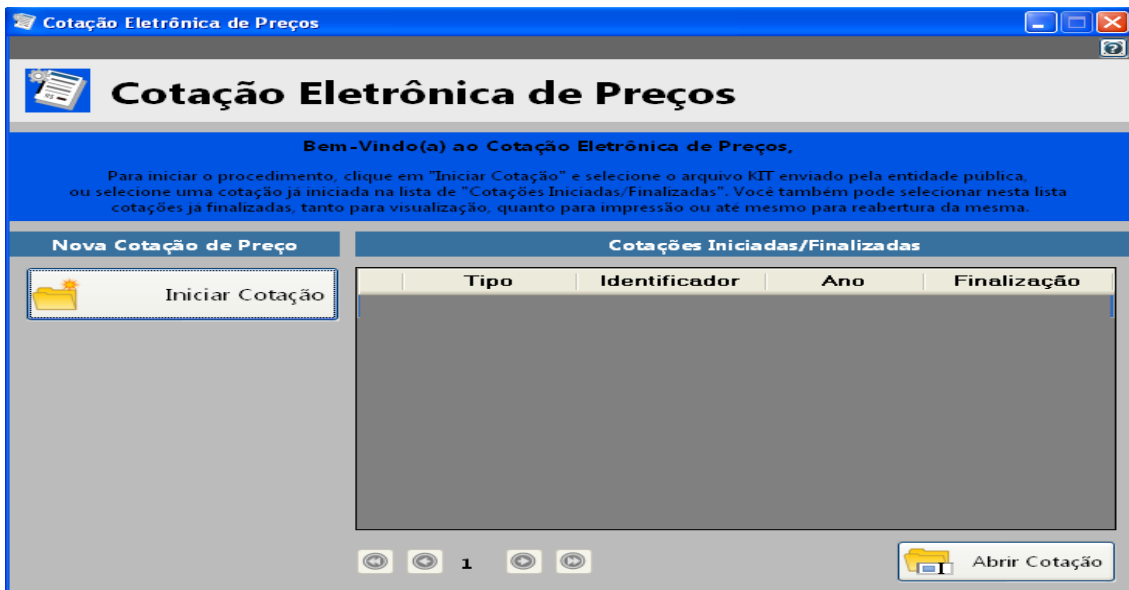 Cotação Eletrônica de Preços
Cotação Eletrônica de Preços
Bem-Vindo(a) ao Cotação Eletrônica de Preços,
Para iniciar o procedimento, clique em "Iniciar Cotação" e selecione o arquivo KIT enviado pela entidade pública,
ou selecione uma cotação já iniciada na lista de "Cotações Iniciadas/Finalizadas". Você também pode selecionar nesta lista
cotações já finalizadas, tanto para visualização, quanto para impressão ou até mesmo para reabertura da mesma.
Nova Cotação de Preço
Cotações Iniciadas/Finalizadas
Iniciar Cotação
Tipo Identificador Ano Finalização
1
Abrir Cotação